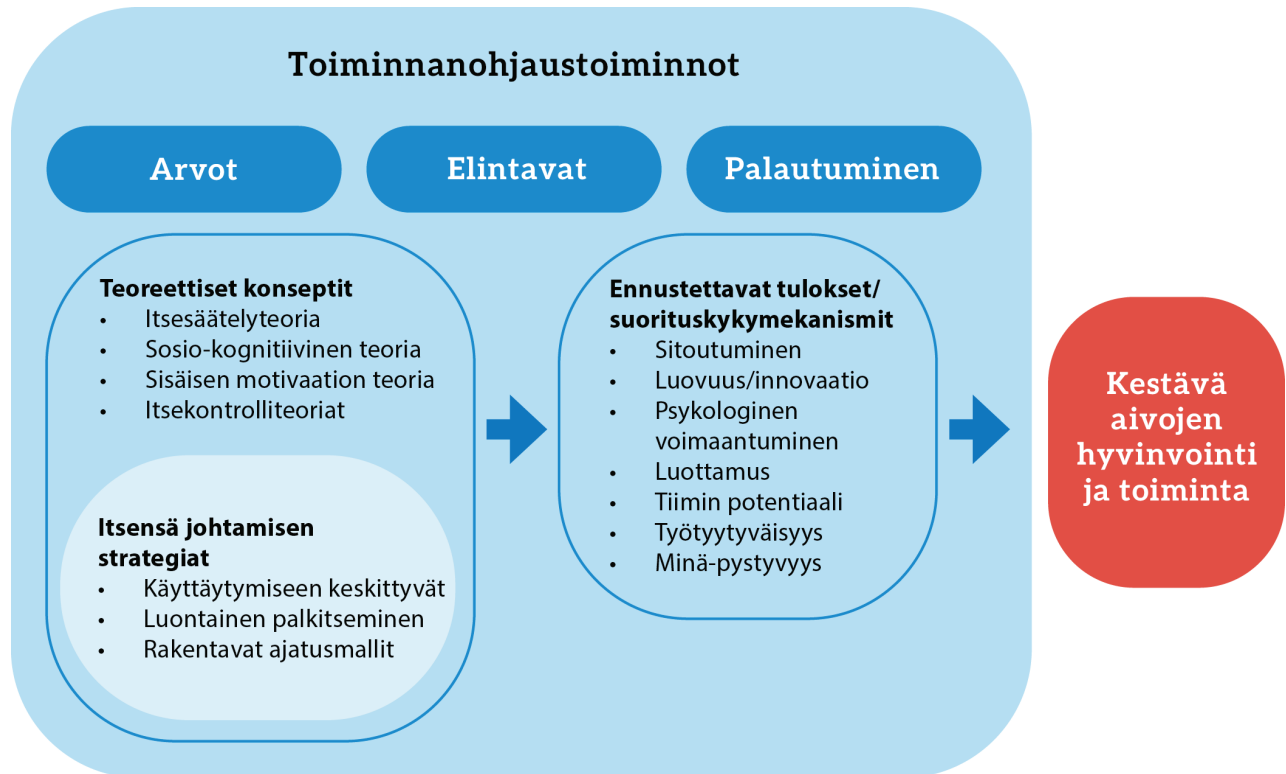 Toiminnanohjaustoiminnot
Arvot
Elintavat
Palautuminen
Teoreettiset konseptit
• Itsesäätelyteoria
• Sosio-kognitiivinen teoria
• Sisäisen motivaation teoria
• Itsekontrolliteoriat
Itsensä johtamisen
strategiat
• Käyttäytymiseen keskittyvät
• Luontainen palkitseminen
• Rakentavat ajatusmallit
Ennustettavat tulokset/
suorituskykymekanismit
• Sitoutuminen
• Luovuus/innovaatio
• Psykologinen
voimaantuminen
• Luottamus
• Tiimin potentiaali
• Työtyytyväisyys
• Minä-pystyvyys
Kestävä
aivojen
hyvinvointi
ja toiminta